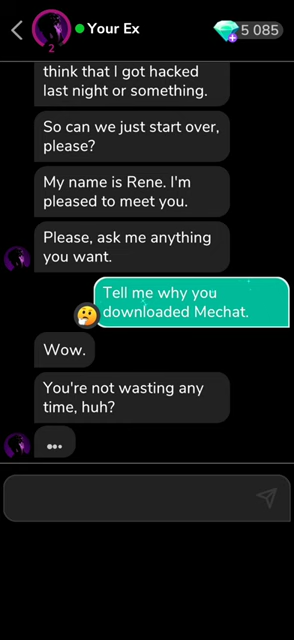 Your Ex
5 085
2
think that I got hacked
last night or something.
So can we just start over,
please?
My name is Rene. I'm
pleased to meet you.
Please, ask me anything
you want.
Tell me why you
downloaded Mechat.
Wow.
You're not wasting any
time, huh?
...